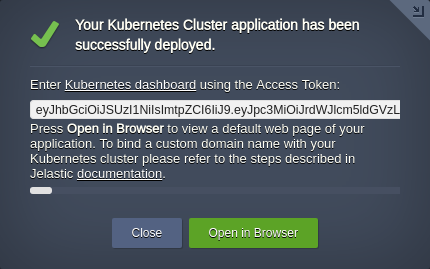 Your Kubernetes Cluster application has been
successfully deployed.
Enter Kubernetes dashboard using the Access Token:
eyJhbGciOiJSUzI1NiIsImtpZCI6IiJ9.eyJpc3MiOiJrdWJlcm5ldGVzL
Press Open in Browser to view a default web page of your
application. To bind a custom domain name with your
Kubernetes cluster please refer to the steps described in
Jelastic documentation.
Close
Open in Browser